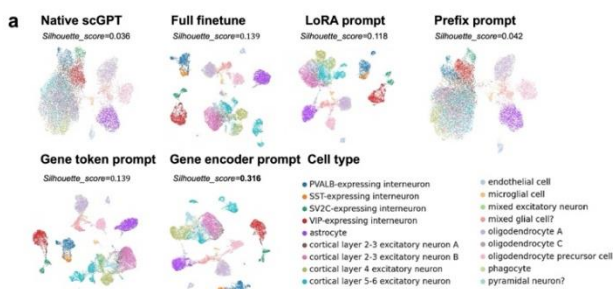 a
Native scGPT Full finetune LoRA prompt Prefix prompt
Silhouette_score=0.036 Silhouette_score=0.139 Silhouette_score=0.118 Silhouette_score=0.042
Gene token prompt Gene encoder prompt Cell type
Silhouette_score=0.139 Silhouette_score=0.316
PVALB-expressing interneuron
SST-expressing interneuron
SV2C-expressing interneuron
VIP-expressing interneuron
astrocyte
cortical layer 2-3 excitatory neuron A
cortical layer 2-3 excitatory neuron B
cortical layer 4 excitatory neuron
cortical layer 5-6 excitatory neuron
endothelial cell
microglial cell
mixed excitatory neuron
mixed glial cell?
oligodendrocyte A
oligodendrocyte C
oligodendrocyte precursor cell
phagocyte
pyramidal neuron?